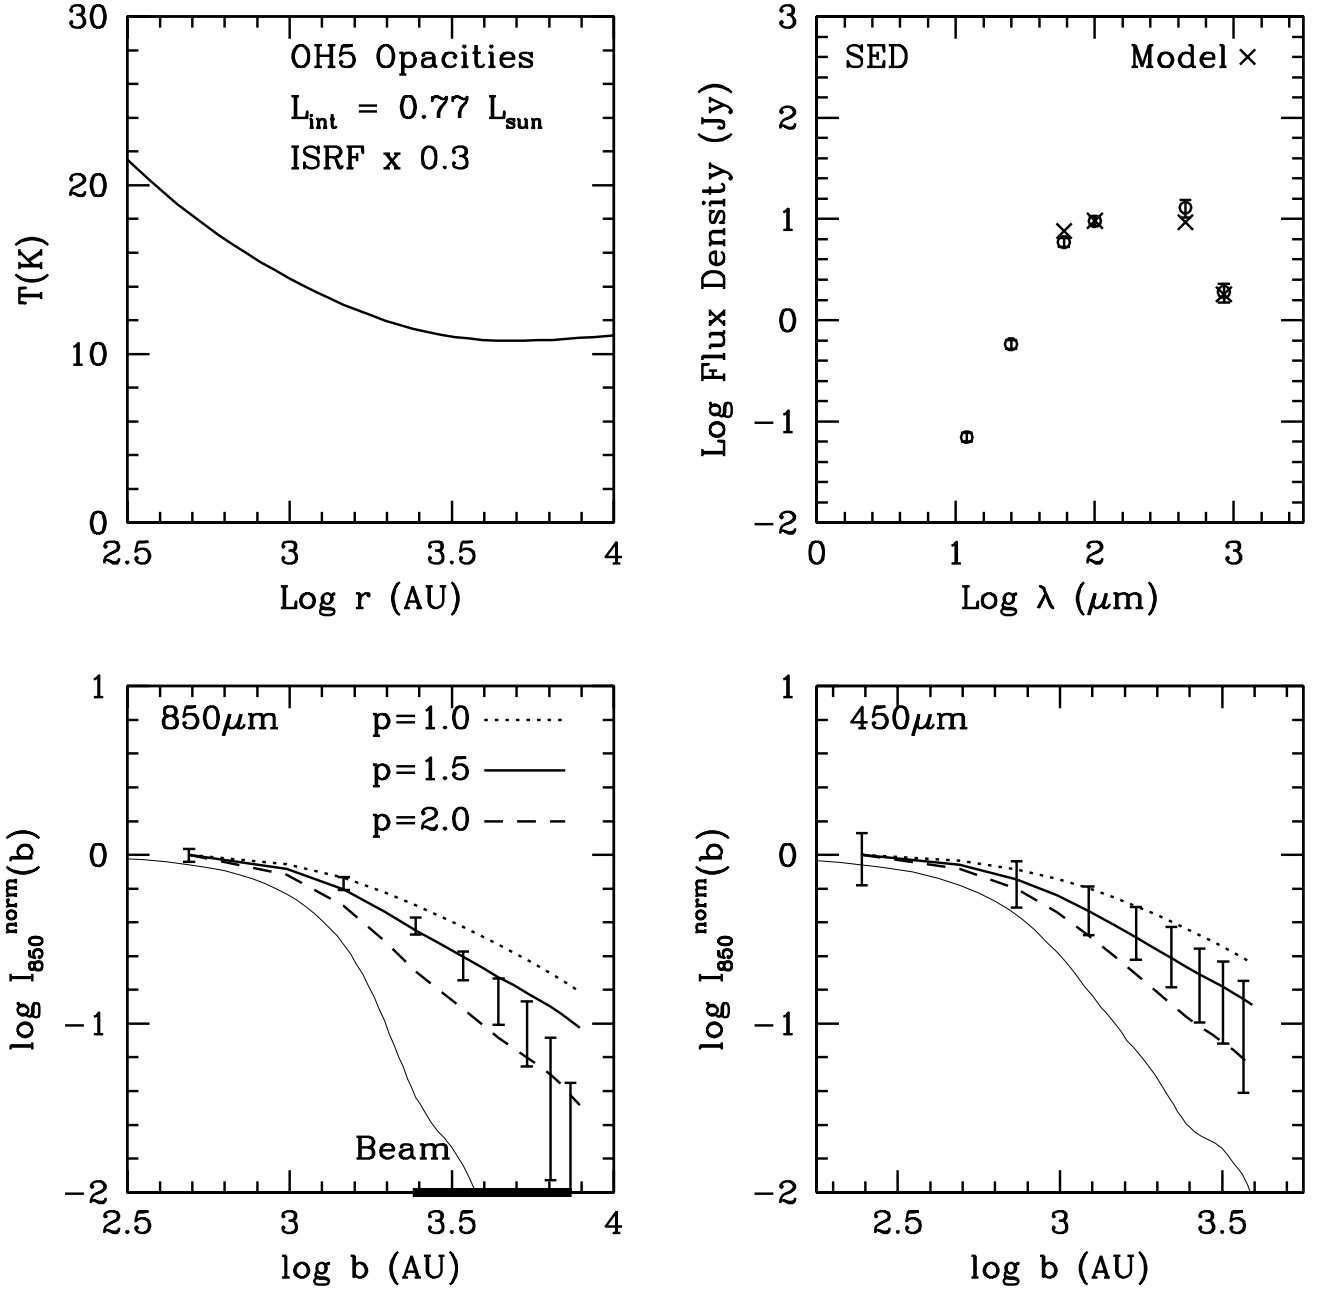 30
20
10
0
T(K)
OH5 Opacities
L_int = 0.77 L_sun
ISRF x 0.3
2.5 3 3.5 4
Log r (AU)
3
2
1
0
−1
−2
Log Flux Density (Jy)
SED Model ×
0 1 2 3
Log λ (μm)
1
0
−1
−2
log I_850^norm(b)
850μm
p=1.0
p=1.5
p=2.0
Beam
2.5 3 3.5 4
log b (AU)
1
0
−1
−2
log I_850^norm(b)
450μm
2.5 3 3.5
log b (AU)